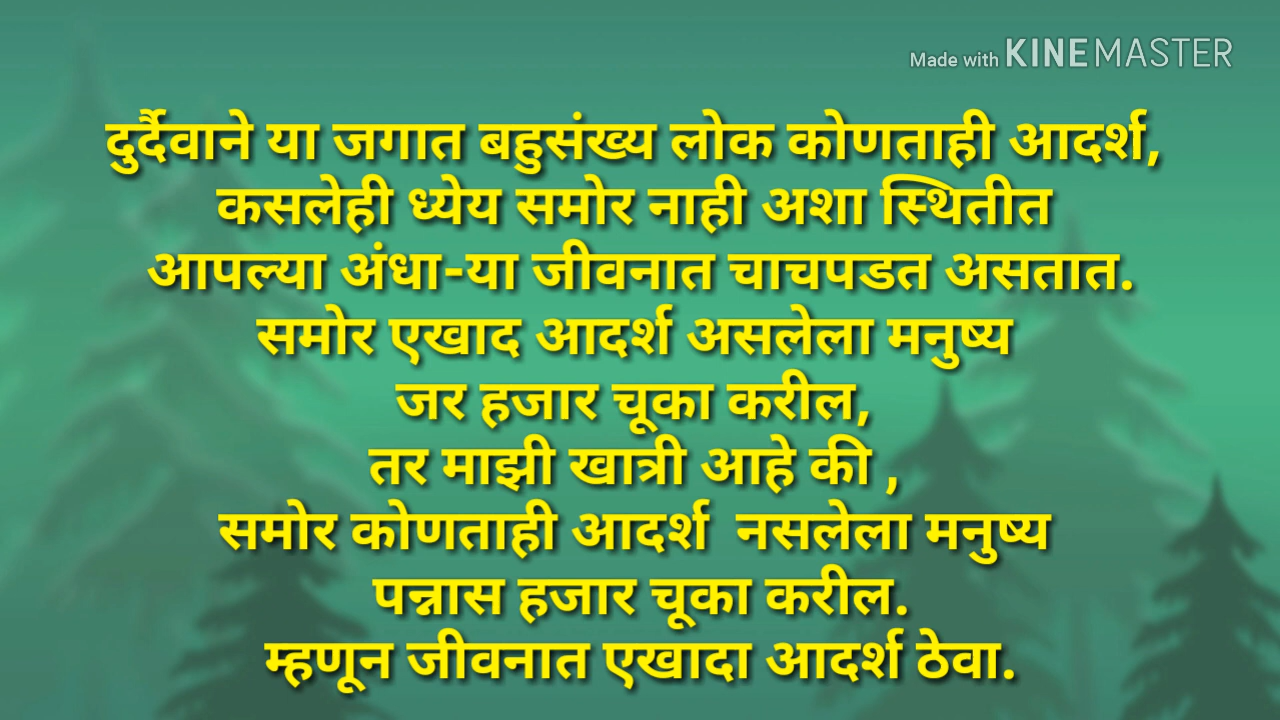 Made with KINEMASTER
दुर्दैवाने या जगात बहुसंख्य लोक कोणताही आदर्श,
कसलेही ध्येय समोर नाही अशा स्थितीत
आपल्या अंधा-या जीवनात चाचपडत असतात.
समोर एखाद आदर्श असलेला मनुष्य
जर हजार चूका करील,
तर माझी खात्री आहे की ,
समोर कोणताही आदर्श  नसलेला मनुष्य
पन्नास हजार चूका करील.
म्हणून जीवनात एखादा आदर्श ठेवा.